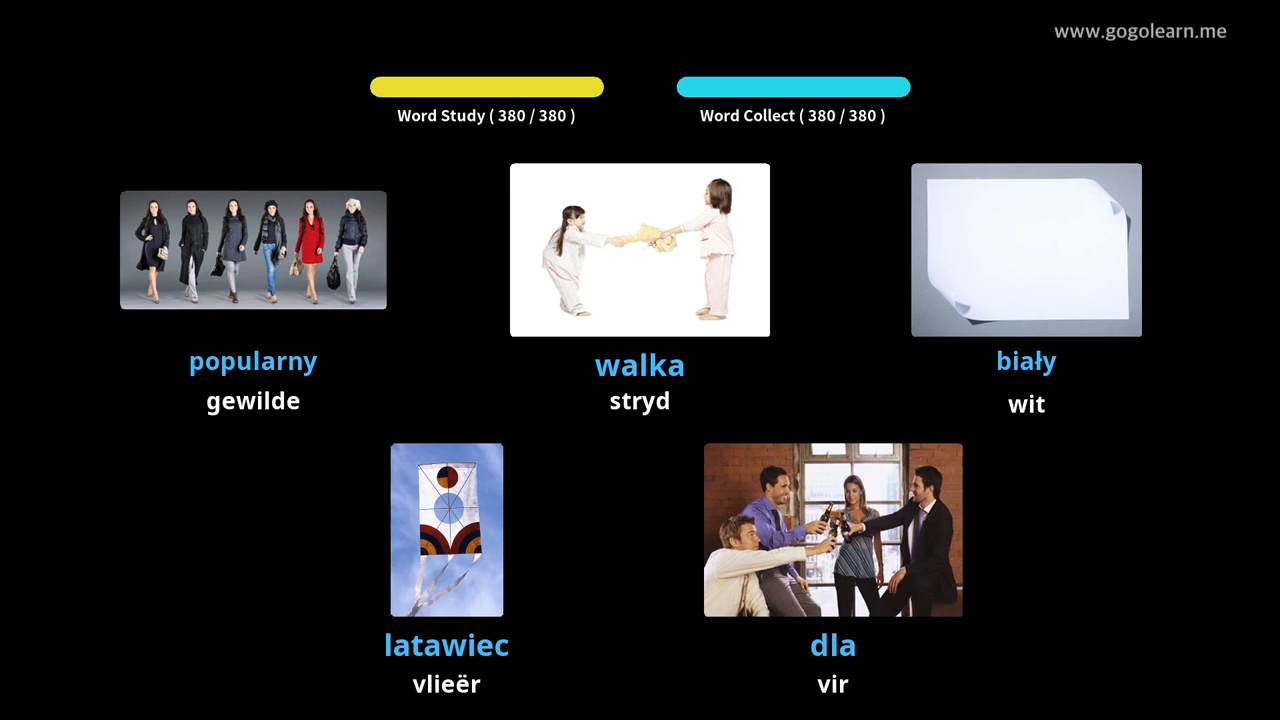 www.gogolearn.me
Word Study ( 380 / 380 )
Word Collect ( 380 / 380 )
popularny
gewilde
walka
stryd
biały
wit
latawiec
vlieër
dla
vir